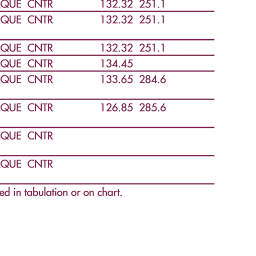 QUE CNTR 132.32 251.1
QUE CNTR 132.32 251.1
QUE CNTR 132.32 251.1
QUE CNTR 134.45
QUE CNTR 133.65 284.6
QUE CNTR 126.85 285.6
QUE CNTR
QUE CNTR
ed in tabulation or on chart.